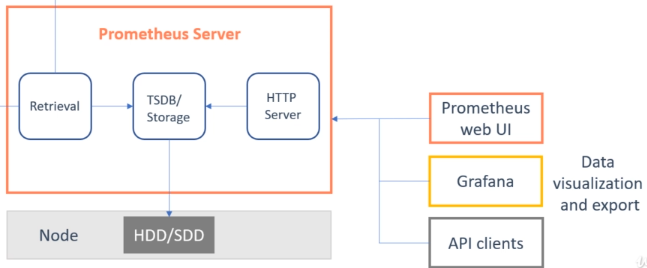 Prometheus Server
Retrieval
TSDB/
Storage
HTTP
Server
Prometheus
web UI
Grafana
API clients
Data
visualization
and export
Node
HDD/SDD